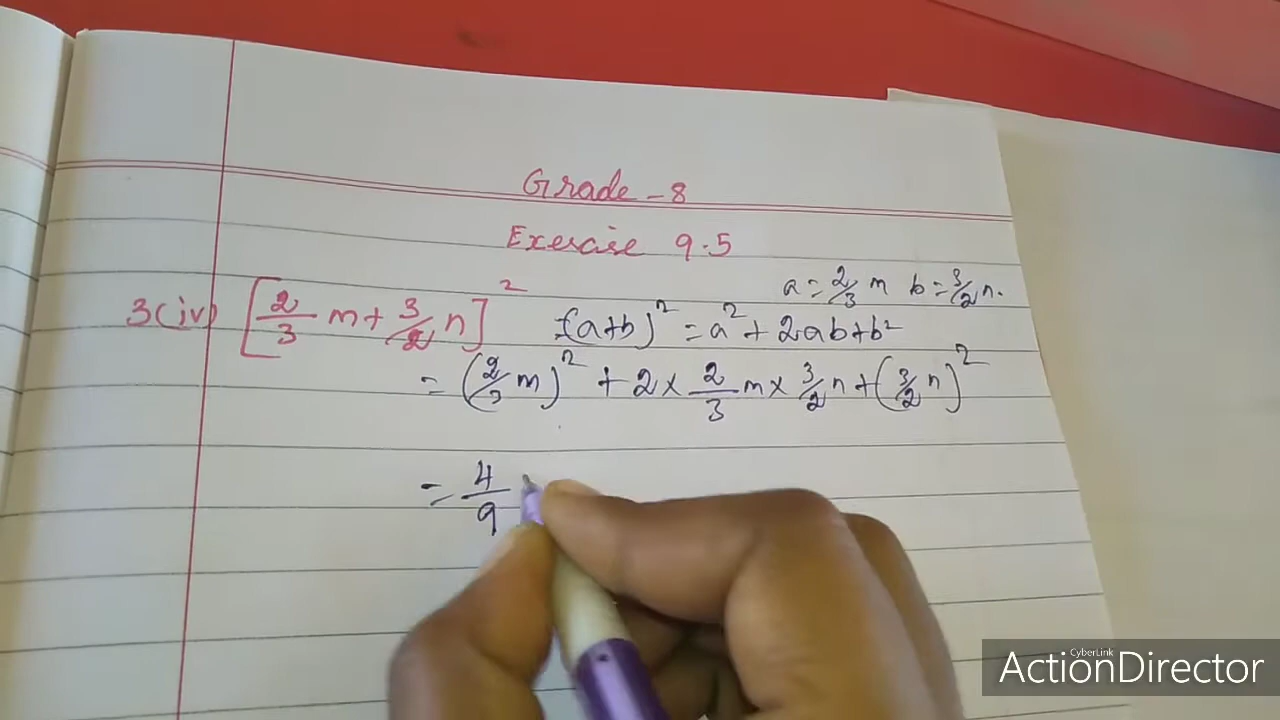 Grade - 8
Exercise 9.5
a = 2/3 m b = 3/2 n.
3(iv) [2/3 m + 3/2 n]² (a+b)² = a² + 2ab + b²
= (2/3 m)² + 2 × 2/3 m × 3/2 n + (3/2 n)²
= 4/9
CyberLink
ActionDirector